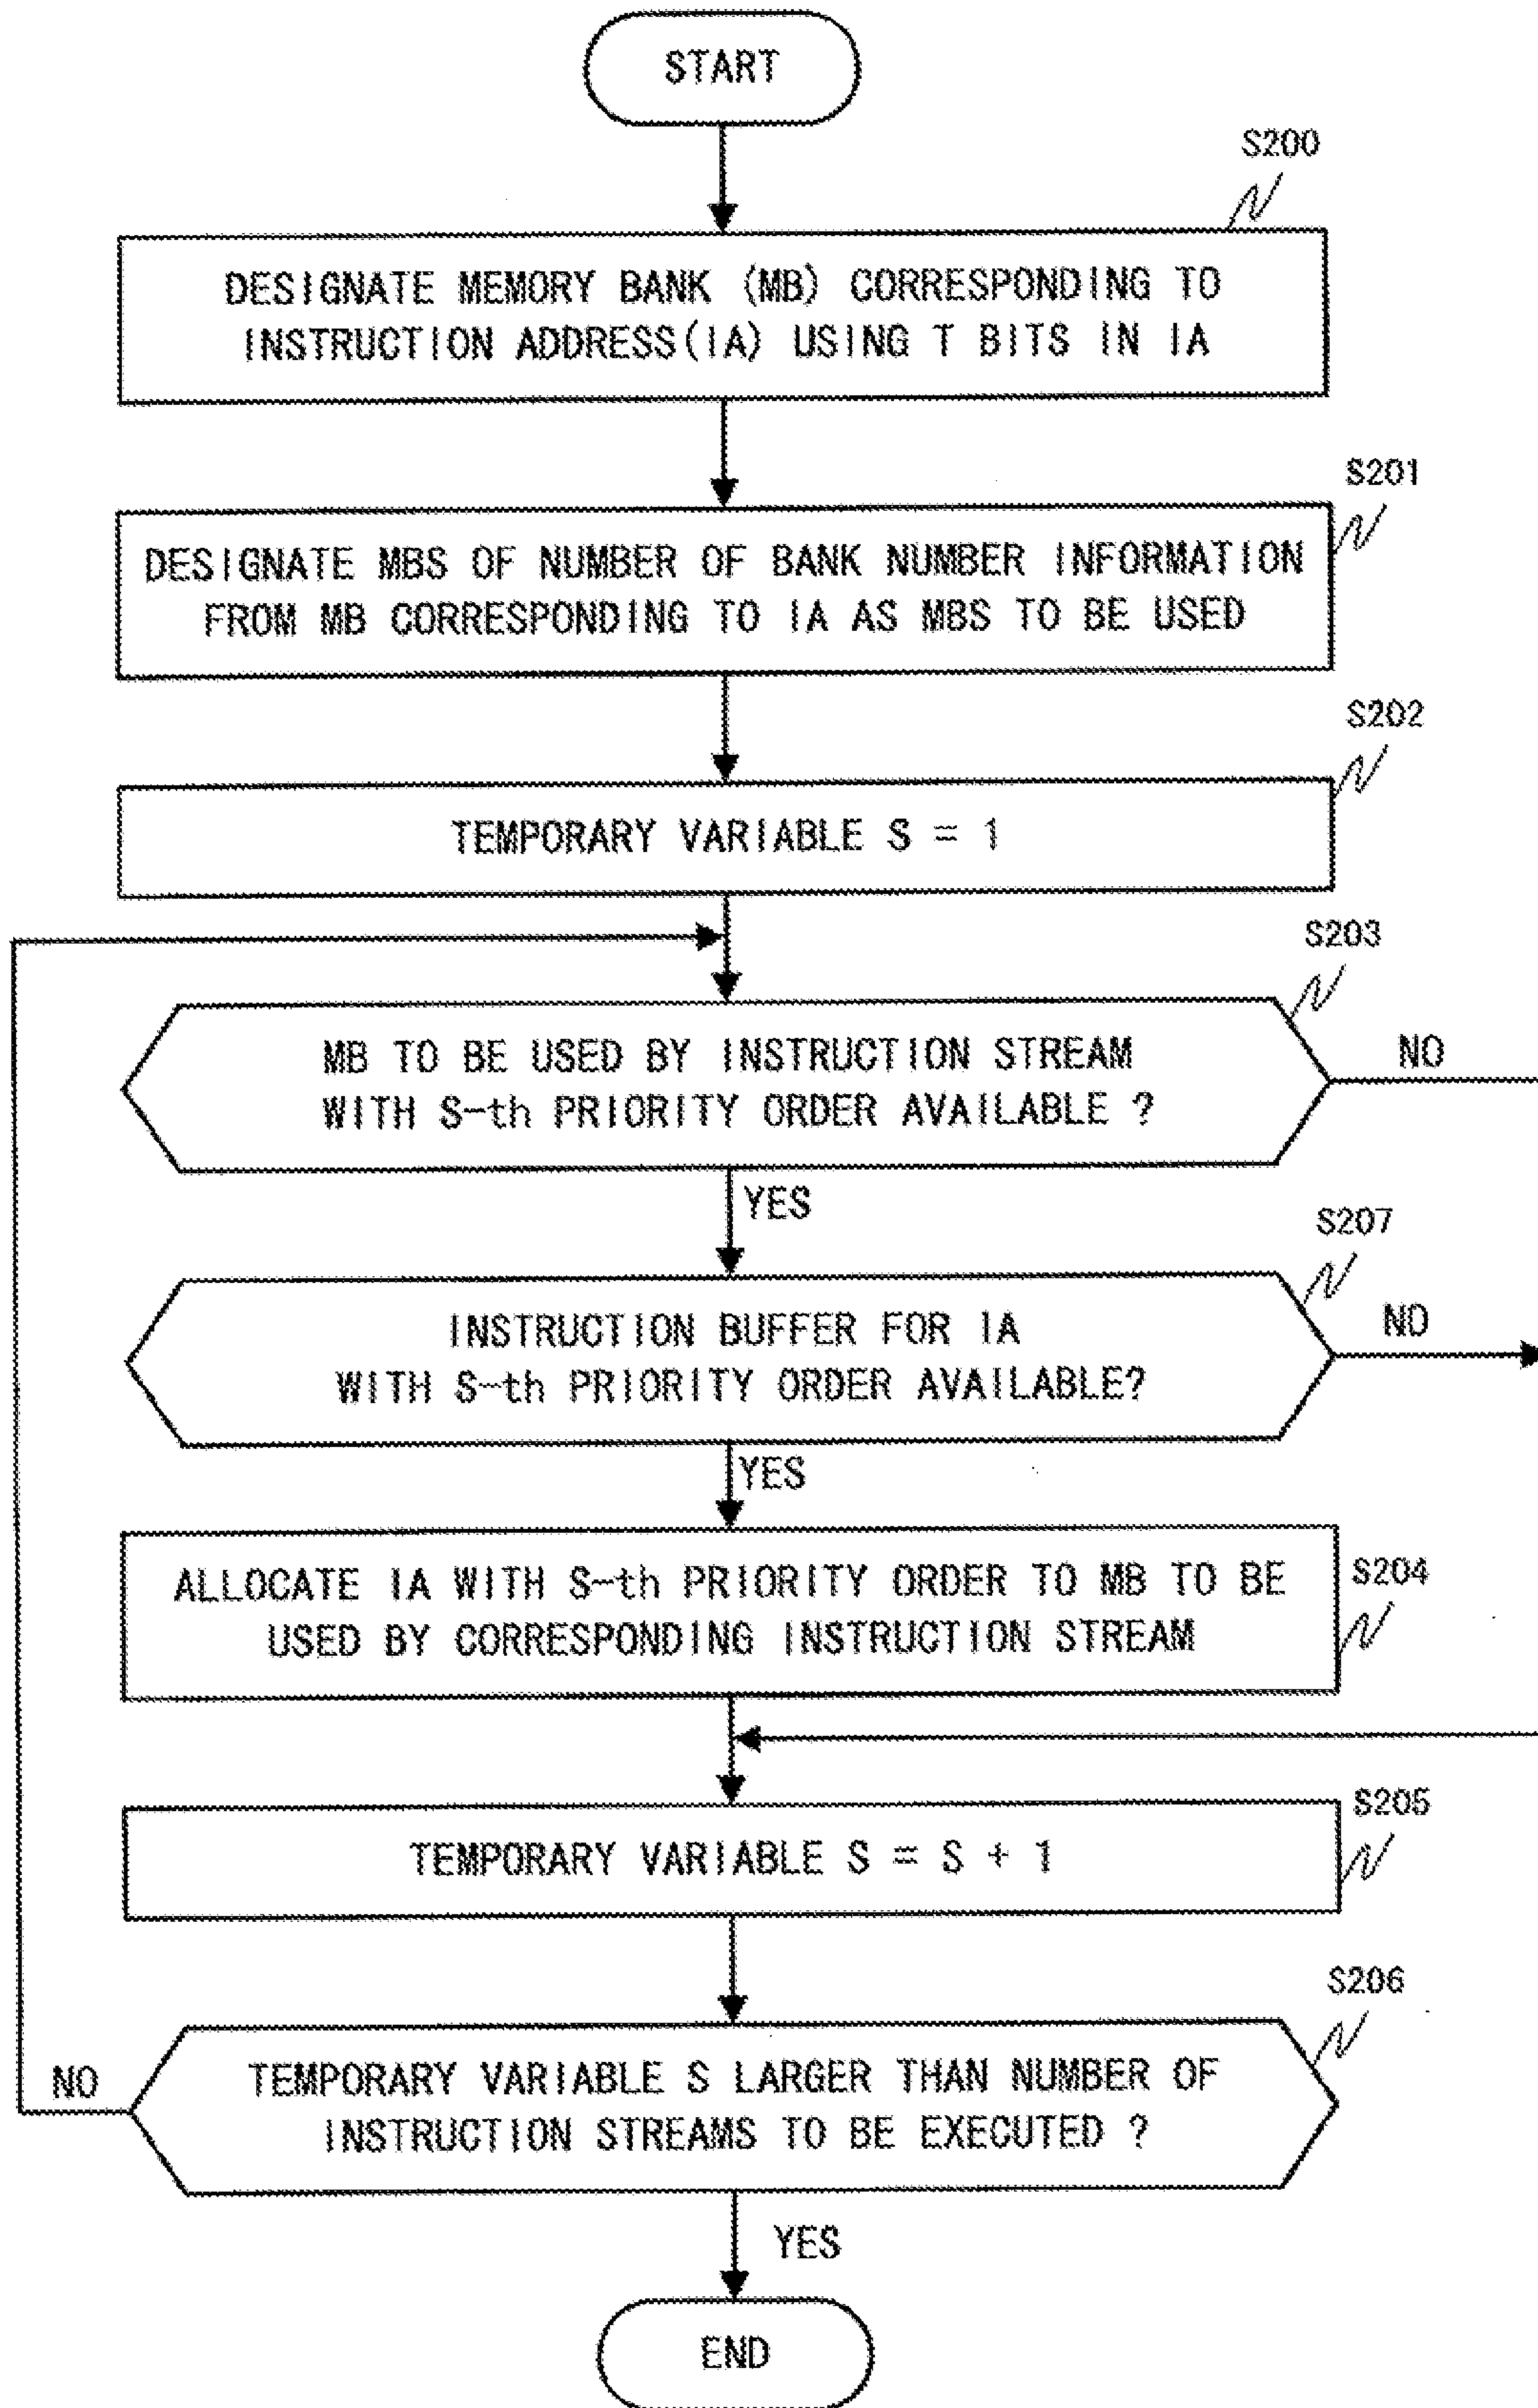 START
S200
DESIGNATE MEMORY BANK (MB) CORRESPONDING TO
INSTRUCTION ADDRESS(IA) USING T BITS IN IA
S201
DESIGNATE MBS OF NUMBER OF BANK NUMBER INFORMATION
FROM MB CORRESPONDING TO IA AS MBS TO BE USED
S202
TEMPORARY VARIABLE S = 1
S203
MB TO BE USED BY INSTRUCTION STREAM
WITH S-th PRIORITY ORDER AVAILABLE ?
NO
YES
S207
INSTRUCTION BUFFER FOR IA
WITH S-th PRIORITY ORDER AVAILABLE?
NO
YES
S204
ALLOCATE IA WITH S-th PRIORITY ORDER TO MB TO BE
USED BY CORRESPONDING INSTRUCTION STREAM
S205
TEMPORARY VARIABLE S = S + 1
S206
TEMPORARY VARIABLE S LARGER THAN NUMBER OF
INSTRUCTION STREAMS TO BE EXECUTED ?
NO
YES
END